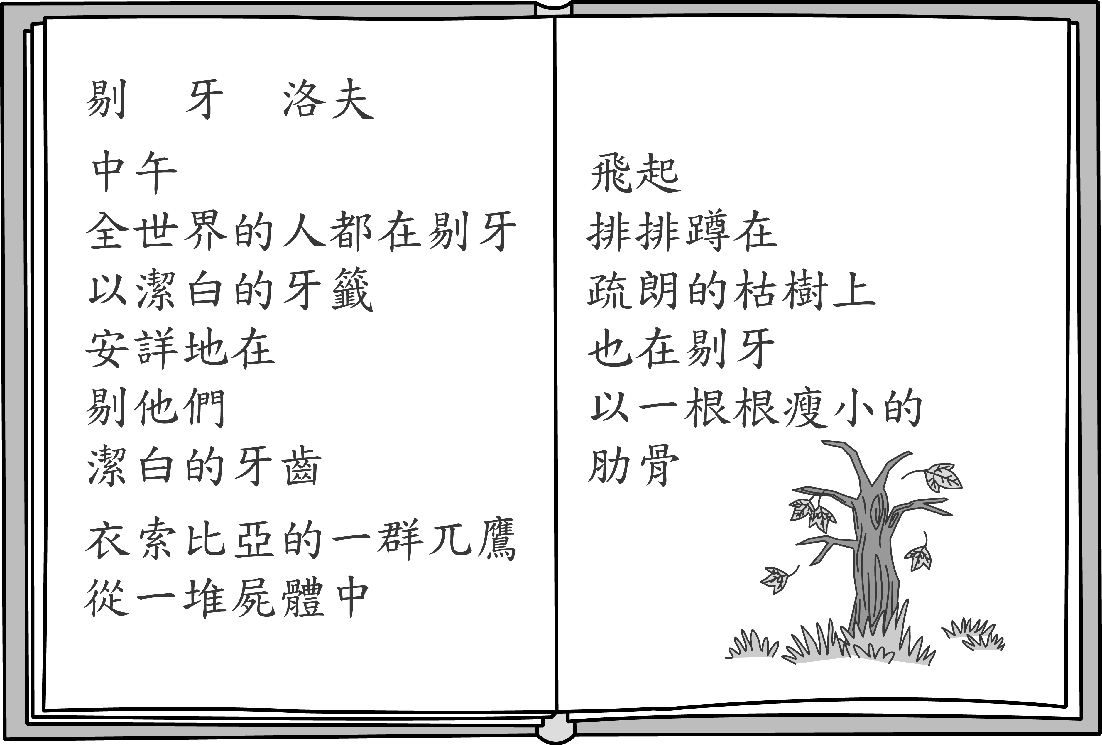 剔　牙　洛夫
中午
全世界的人都在剔牙
以潔白的牙籤
安詳地在
剔他們
潔白的牙齒
衣索比亞的一群兀鷹
從一堆屍體中
飛起
排排蹲在
疏朗的枯樹上
也在剔牙
以一根根瘦小的
肋骨